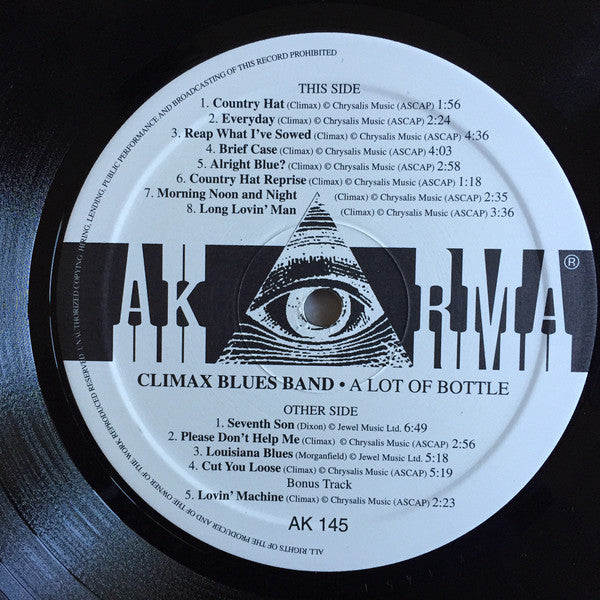 ALL RIGHTS OF THE PRODUCER AND OF THE OWNER OF THE WORK REPRODUCED RESERVED. UNAUTHORIZED COPYING, HIRING, LENDING, PUBLIC PERFORMANCE AND BROADCASTING OF THIS RECORD PROHIBITED
THIS SIDE
1. Country Hat (Climax) © Chrysalis Music (ASCAP) 1:56
2. Everyday (Climax) © Chrysalis Music (ASCAP) 2:24
3. Reap What I've Sowed (Climax) © Chrysalis Music (ASCAP) 4:36
4. Brief Case (Climax) © Chrysalis Music (ASCAP) 4:03
5. Alright Blue? (Climax) © Chrysalis Music (ASCAP) 2:58
6. Country Hat Reprise (Climax) © Chrysalis Music (ASCAP) 1:18
7. Morning Noon and Night (Climax) © Chrysalis Music (ASCAP) 2:35
8. Long Lovin' Man (Climax) © Chrysalis Music (ASCAP) 3:36
AKARMA ®
CLIMAX BLUES BAND • A LOT OF BOTTLE
OTHER SIDE
1. Seventh Son (Dixon) © Jewel Music Ltd. 6:49
2. Please Don't Help Me (Climax) © Chrysalis Music (ASCAP) 2:56
3. Louisiana Blues (Morganfield) © Jewel Music Ltd. 5:18
4. Cut You Loose (Climax) © Chrysalis Music (ASCAP) 5:19
Bonus Track
5. Lovin' Machine (Climax) © Chrysalis Music (ASCAP) 2:23
AK 145